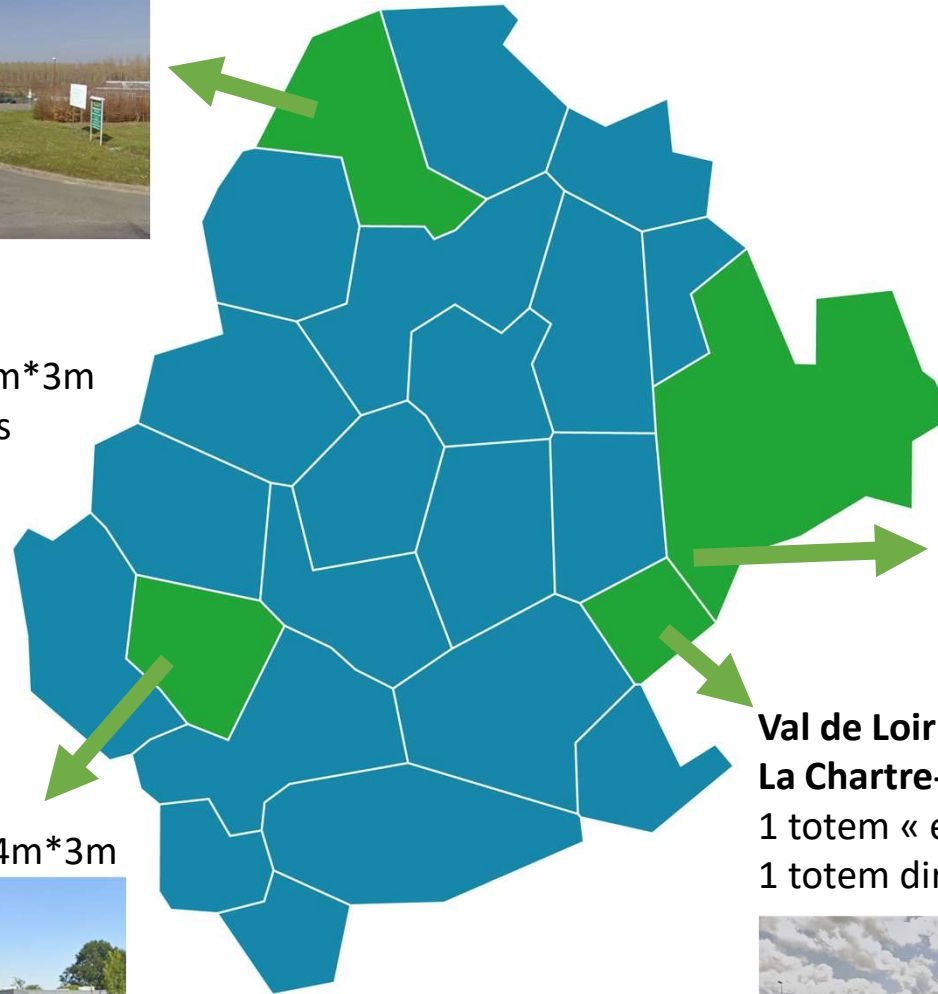 m*3m
s
4m*3m
Val de Loir
La Chartre-
1 totem « e
1 totem dir